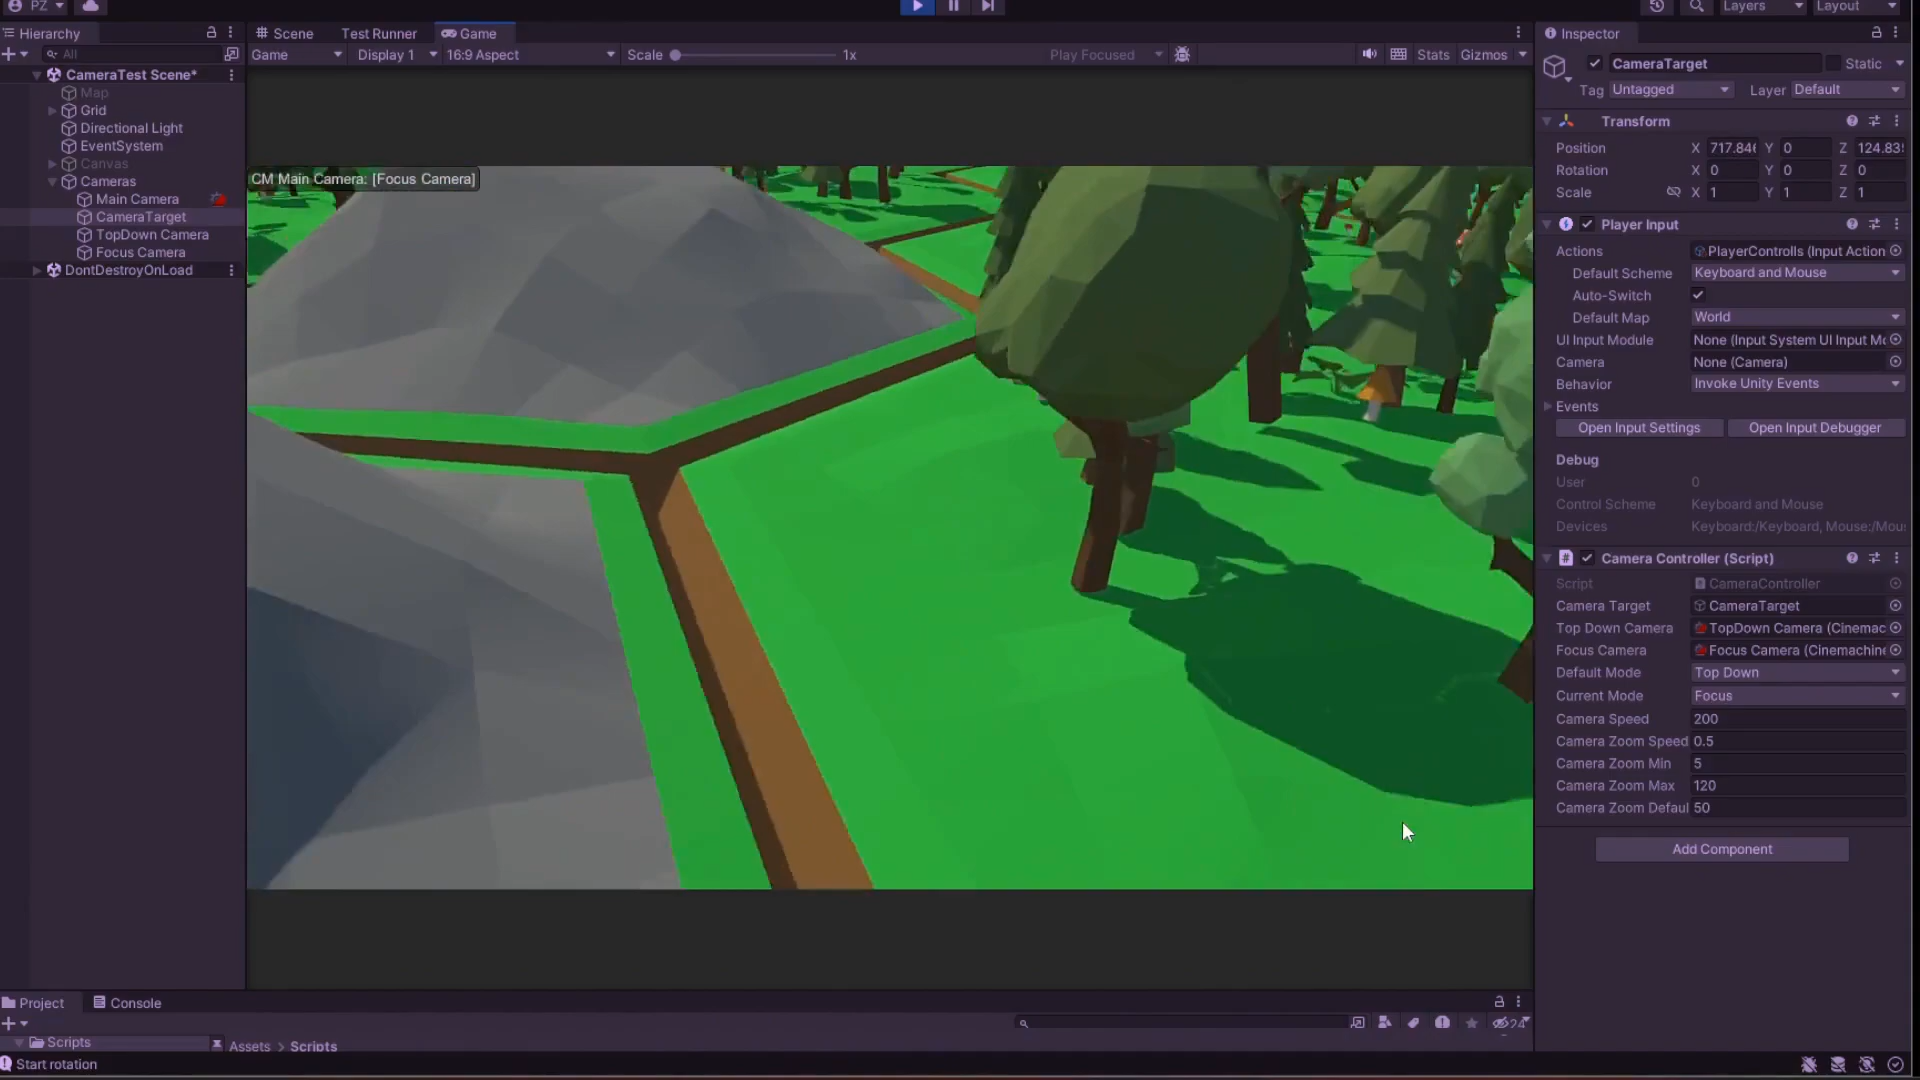 PZ
Layers
Layout
Hierarchy
Scene
Test Runner
Game
Inspector
All
Game
Display 1
16:9 Aspect
Scale
1x
Play Focused
Stats
Gizmos
CameraTest Scene*
Map
Grid
Directional Light
EventSystem
Canvas
Cameras
Main Camera
CameraTarget
TopDown Camera
Focus Camera
DontDestroyOnLoad
CM Main Camera: [Focus Camera]
CameraTarget
Static
Tag Untagged
Layer Default
Transform
Position X 717.84 Y 0 Z 124.83
Rotation X 0 Y 0 Z 0
Scale X 1 Y 1 Z 1
Player Input
Actions PlayerControlls (Input Action
Default Scheme Keyboard and Mouse
Auto-Switch
Default Map World
UI Input Module None (Input System UI Input Mo
Camera None (Camera)
Behavior Invoke Unity Events
Events
Open Input Settings Open Input Debugger
Debug
User 0
Control Scheme Keyboard and Mouse
Devices Keyboard:/Keyboard, Mouse:/Mou
# Camera Controller (Script)
Script CameraController
Camera Target CameraTarget
Top Down Camera TopDown Camera (Cinemac
Focus Camera Focus Camera (Cinemachine
Default Mode Top Down
Current Mode Focus
Camera Speed 200
Camera Zoom Speed 0.5
Camera Zoom Min 5
Camera Zoom Max 120
Camera Zoom Defaul 50
Add Component
Project
Console
24
Scripts
Assets > Scripts
Start rotation